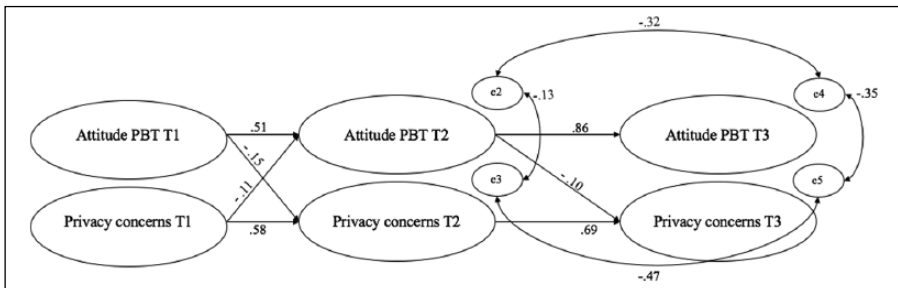 -.32
e2
-.13
e4
-.35
Attitude PBT T1
.51
Attitude PBT T2
.86
Attitude PBT T3
-.15
-.11
e3
-.10
e5
Privacy concerns T1
.58
Privacy concerns T2
.69
Privacy concerns T3
-.47